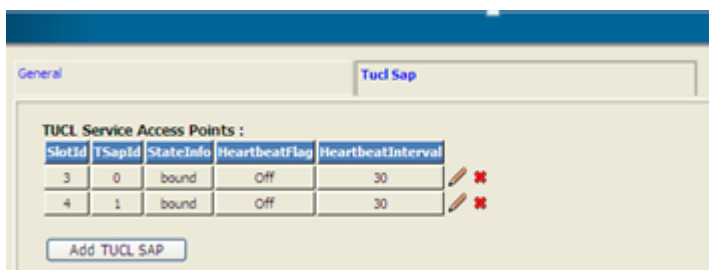 General
Tucl Sap
TUCL Service Access Points :
SlotId TSapId StateInfo HeartbeatFlag HeartbeatInterval
3 0 bound Off 30
4 1 bound Off 30
Add TUCL SAP